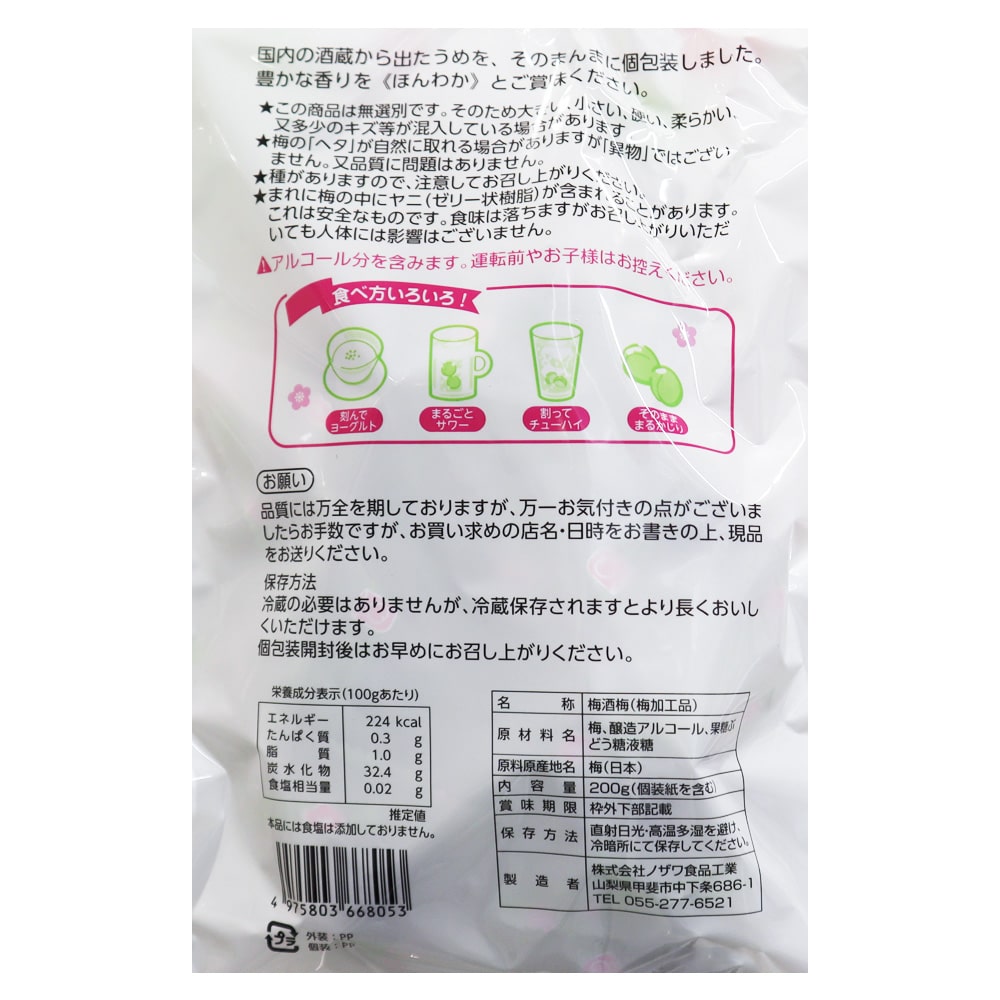 国内の酒蔵から出たうめを、そのまんまに個包装しました。
豊かな香りを《ほんわか》とご賞味ください。
★この商品は無選別です。そのため大きい、小さい、硬い、柔らかい、
又多少のキズ等が混入している場合があります
★梅の「ヘタ」が自然に取れる場合がありますが「異物」ではござい
ません。又品質に問題はありません。
★種がありますので、注意してお召し上がりください。
★まれに梅の中にヤニ(ゼリー状樹脂)が含まれることがあります。
これは安全なものです。食味は落ちますがお召し上がりいただ
いても人体には影響はございません。
⚠アルコール分を含みます。運転前やお子様はお控えください。
食べ方いろいろ!
刻んで
ヨーグルト
まるごと
サワー
割って
チューハイ
そのまま
まるかじり
お願い
品質には万全を期しておりますが、万一お気付きの点がございま
したらお手数ですが、お買い求めの店名・日時をお書きの上、現品
をお送りください。
保存方法
冷蔵の必要はありませんが、冷蔵保存されますとより長くおいし
くいただけます。
個包装開封後はお早めにお召し上がりください。
栄養成分表示(100gあたり)
エネルギー 224 kcal
たんぱく質 0.3 g
脂質 1.0 g
炭水化物 32.4 g
食塩相当量 0.02 g
推定値
本品には食塩は添加しておりません。
4 975803 668053
プラ
外装:PP
個装:PP
名称 梅酒梅(梅加工品)
原材料名 梅、醸造アルコール、果糖ぶ
どう糖液糖
原料原産地名 梅(日本)
内容量 200g(個装紙を含む)
賞味期限 枠外下部記載
保存方法 直射日光・高温多湿を避け、
冷暗所にて保存してください。
製造者 株式会社ノザワ食品工業
山梨県甲斐市中下条686-1
TEL 055-277-6521